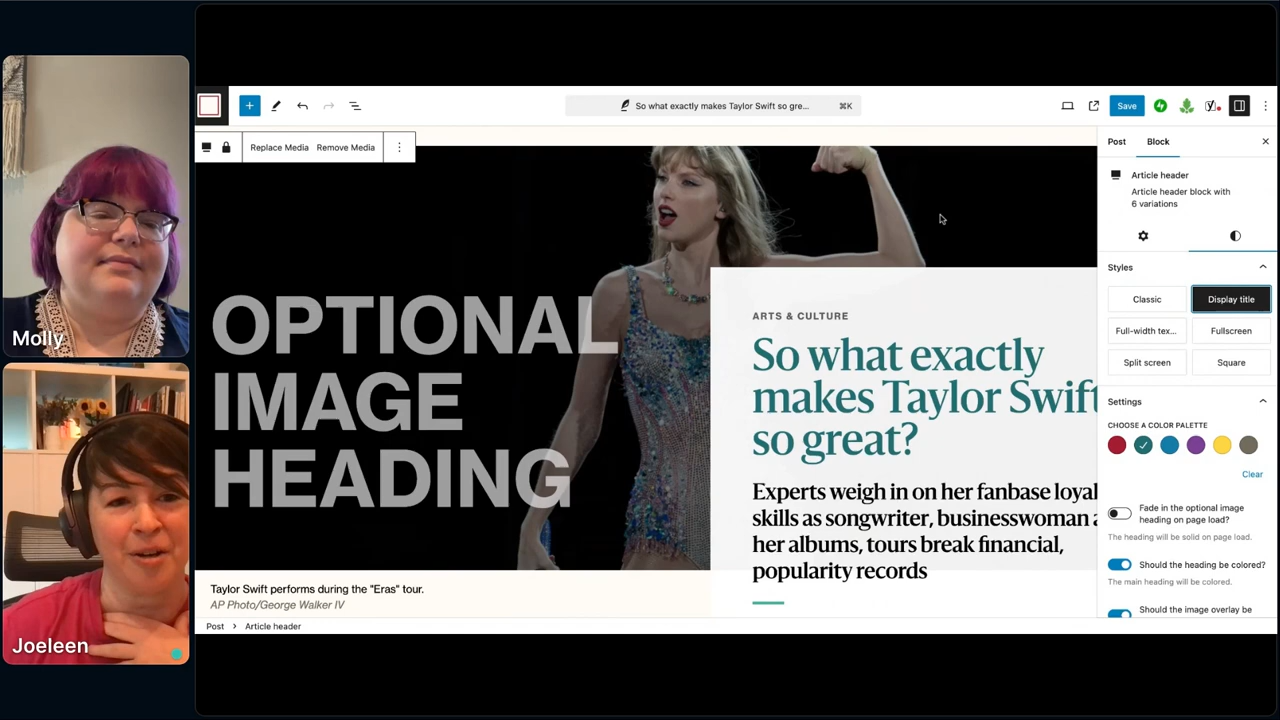 Molly
Joeleen
So what exactly makes Taylor Swift so gre... ⌘K
Save
Replace Media Remove Media
OPTIONAL
IMAGE
HEADING
ARTS & CULTURE
So what exactly
makes Taylor Swift
so great?
Experts weigh in on her fanbase loyal
skills as songwriter, businesswoman a
her albums, tours break financial,
popularity records
Taylor Swift performs during the "Eras" tour.
AP Photo/George Walker IV
Post > Article header
Post Block
Article header
Article header block with
6 variations
Styles
Classic Display title
Full-width tex... Fullscreen
Split screen Square
Settings
CHOOSE A COLOR PALETTE
Clear
Fade in the optional image
heading on page load?
The heading will be solid on page load.
Should the heading be colored?
The main heading will be colored.
Should the image overlay be